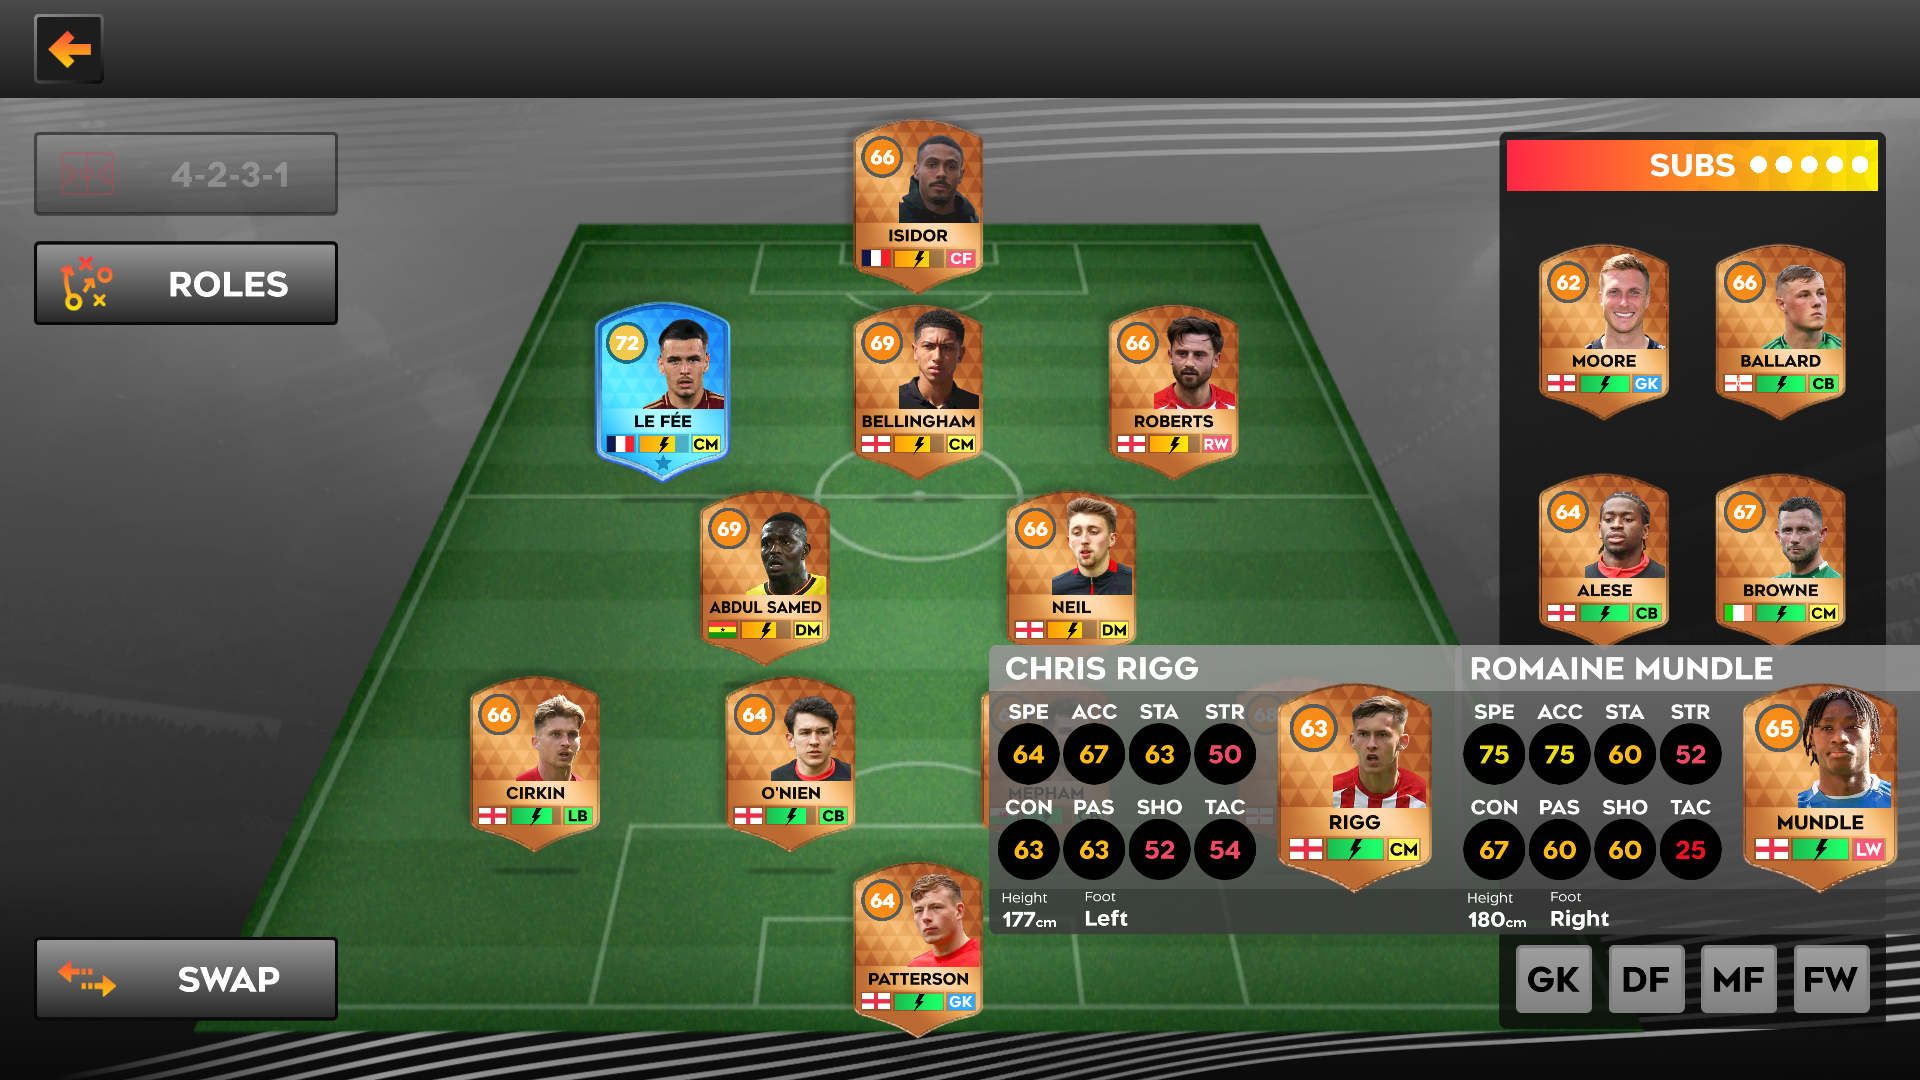 4-2-3-1
ROLES
SUBS
66
ISIDOR
CF
72
LE FÉE
CM
69
BELLINGHAM
CM
66
ROBERTS
RW
62
MOORE
GK
66
BALLARD
CB
69
ABDUL SAMED
DM
66
NEIL
DM
64
ALESE
CB
67
BROWNE
CM
66
CIRKIN
LB
64
O'NIEN
CB
MEPHAM
68
CHRIS RIGG
SPE ACC STA STR
64 67 63 50
CON PAS SHO TAC
63 63 52 54
Height Foot
177cm Left
63
RIGG
CM
ROMAINE MUNDLE
SPE ACC STA STR
75 75 60 52
CON PAS SHO TAC
67 60 60 25
Height Foot
180cm Right
65
MUNDLE
LW
64
PATTERSON
GK
SWAP
GK DF MF FW